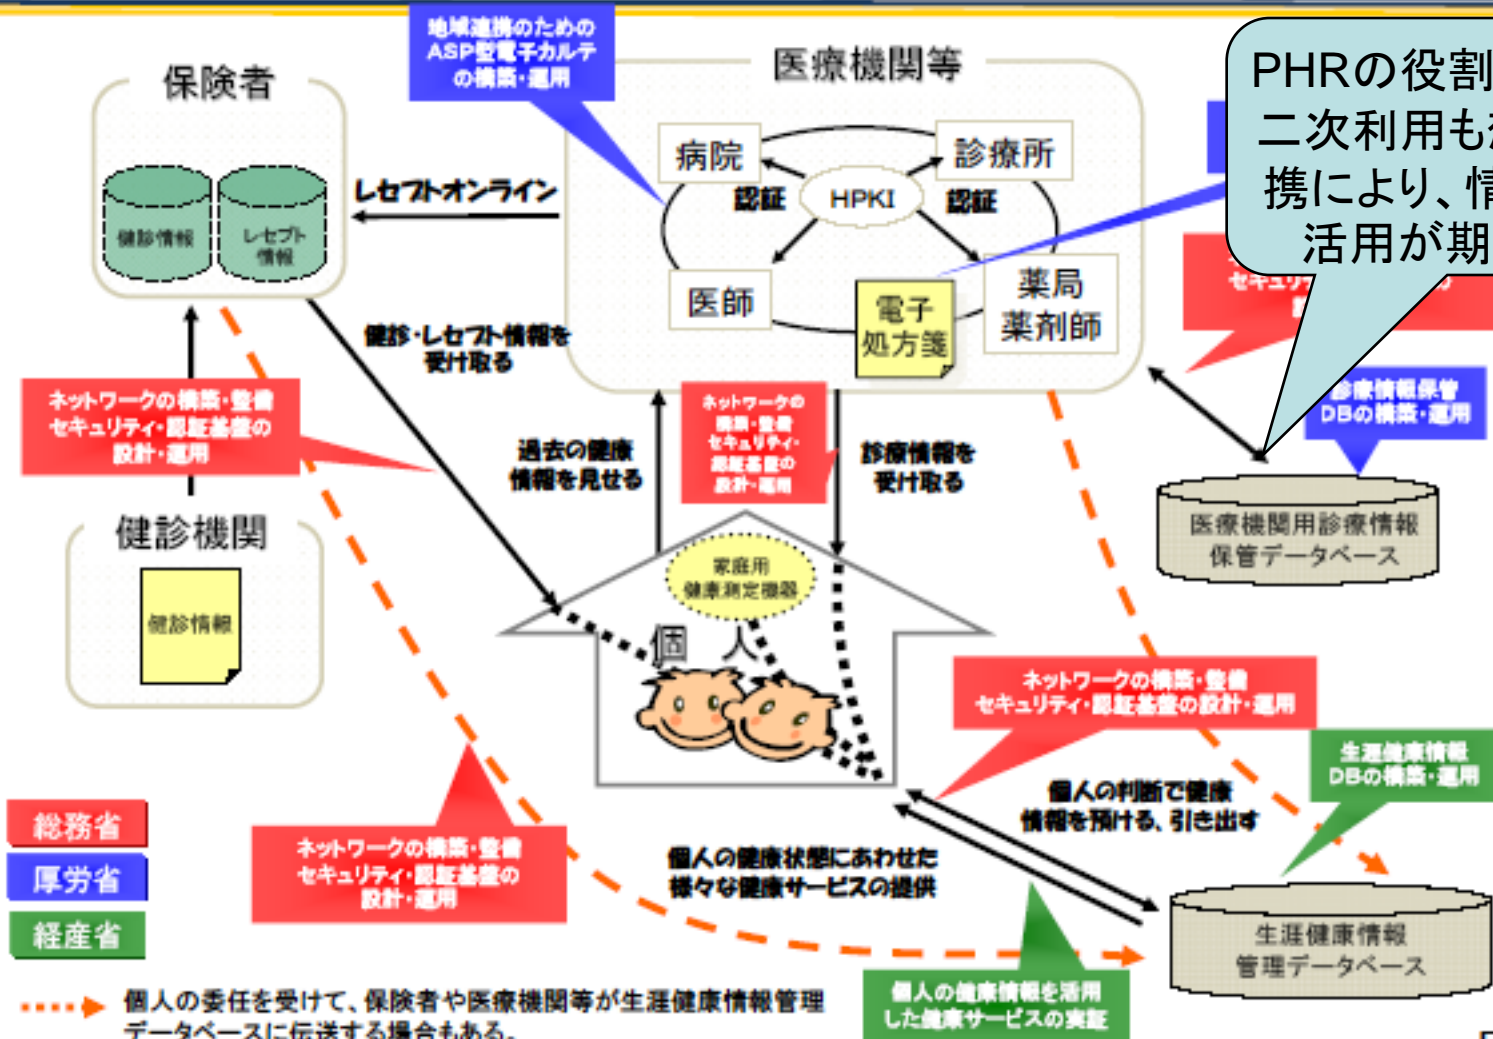 地域連携のための
ASP型電子カルテ
の構築・運用
保険者
医療機関等
PHRの役割
二次利用も
携により、情
活用が期
病院
診療所
認証
HPKI
認証
レセプトオンライン
健診情報
レセプト
情報
医師
電子
処方箋
薬局
薬剤師
セキュリ
健診・レセプト情報を
受け取る
ネットワークの構築・整備
セキュリティ・認証基盤の
設計・運用
ネットワークの
構築・整備
セキュリティ・
認証基盤の
設計・運用
過去の健康
情報を見せる
診療情報を
受け取る
診療情報保管
DBの構築・運用
医療機関用診療情報
保管データベース
健診機関
健診情報
家庭用
健康測定機器
個 人
ネットワークの構築・整備
セキュリティ・認証基盤の設計・運用
生涯健康情報
DBの構築・運用
個人の判断で健康
情報を預ける、引き出す
総務省
厚労省
経産省
ネットワークの構築・整備
セキュリティ・認証基盤の
設計・運用
個人の健康状態にあわせた
様々な健康サービスの提供
生涯健康情報
管理データベース
個人の健康情報を活用
した健康サービスの実証
個人の委任を受けて、保険者や医療機関等が生涯健康情報管理
データベースに伝送する場合もある。